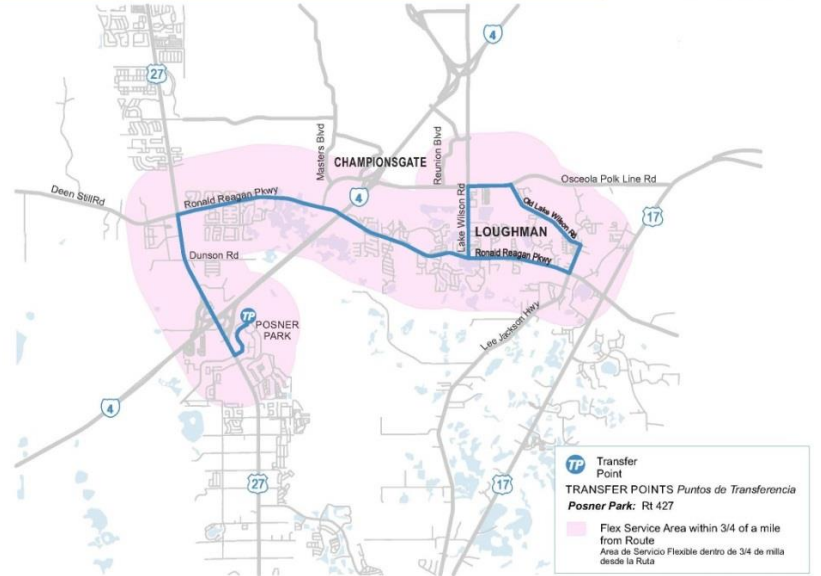 4
27
Masters Blvd
CHAMPIONSGATE
Reunion Blvd
Osceola Polk Line Rd
Deen StillRd
Ronald Reagan Pkwy
4
Lake Wilson Rd
Old Lake Wilson Rd
17
LOUGHMAN
Dunson Rd
Ronald Reagan Pkwy
TP
POSNER
PARK
Lee Jackson Hwy
4
27
17
TP Transfer
Point
TRANSFER POINTS Puntos de Transferencia
Posner Park: Rt 427
Flex Service Area within 3/4 of a mile
from Route
Area de Servicio Flexible dentro de 3/4 de milla
desde la Ruta